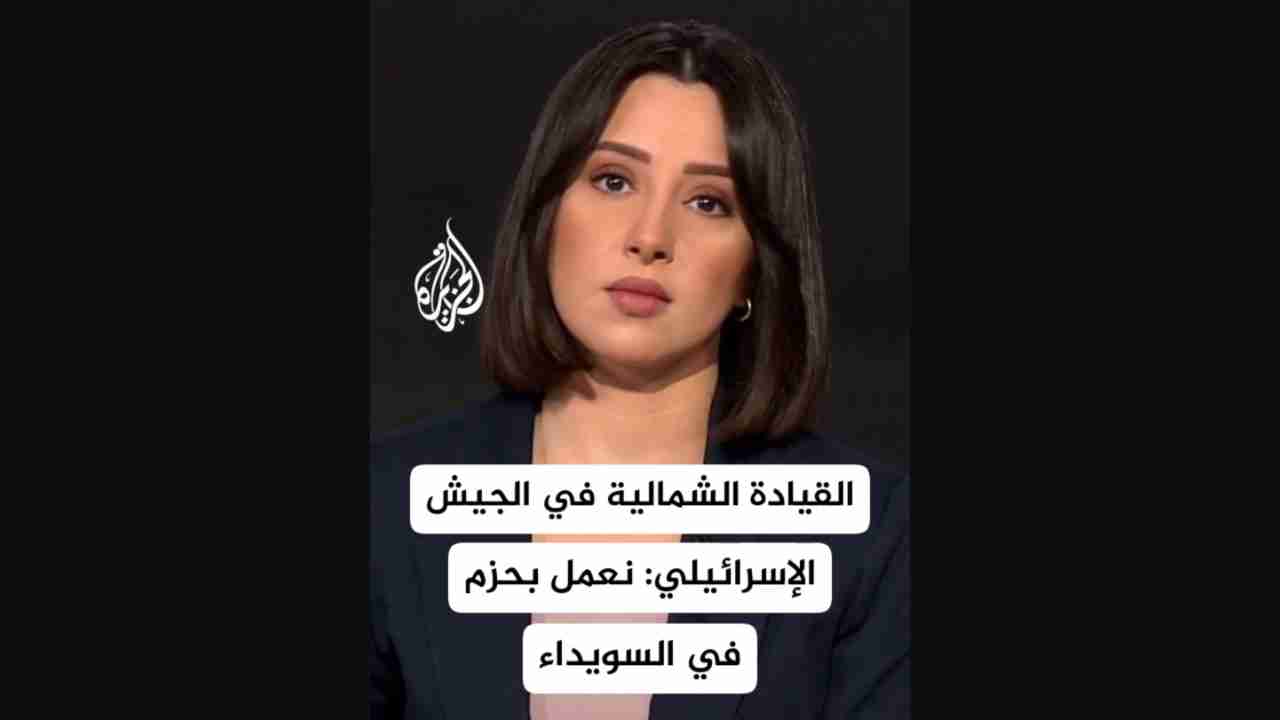 الجزيرة
القيادة الشمالية في الجيش
الإسرائيلي: نعمل بحزم
في السويداء